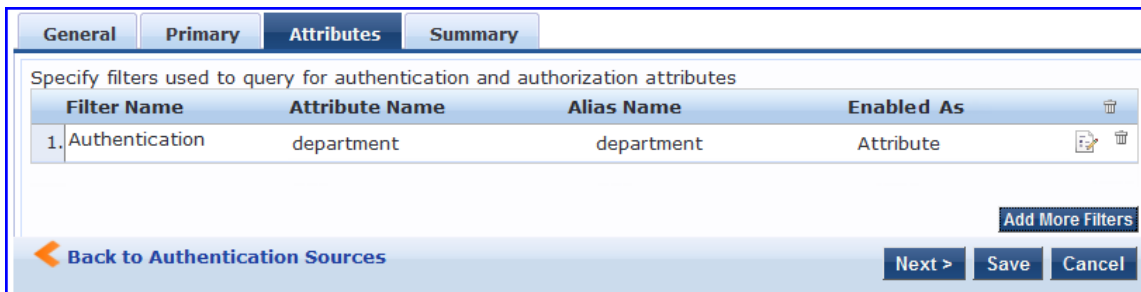 General Primary Attributes Summary
Specify filters used to query for authentication and authorization attributes
Filter Name Attribute Name Alias Name Enabled As
1. Authentication department department Attribute
Add More Filters
Back to Authentication Sources Next > Save Cancel